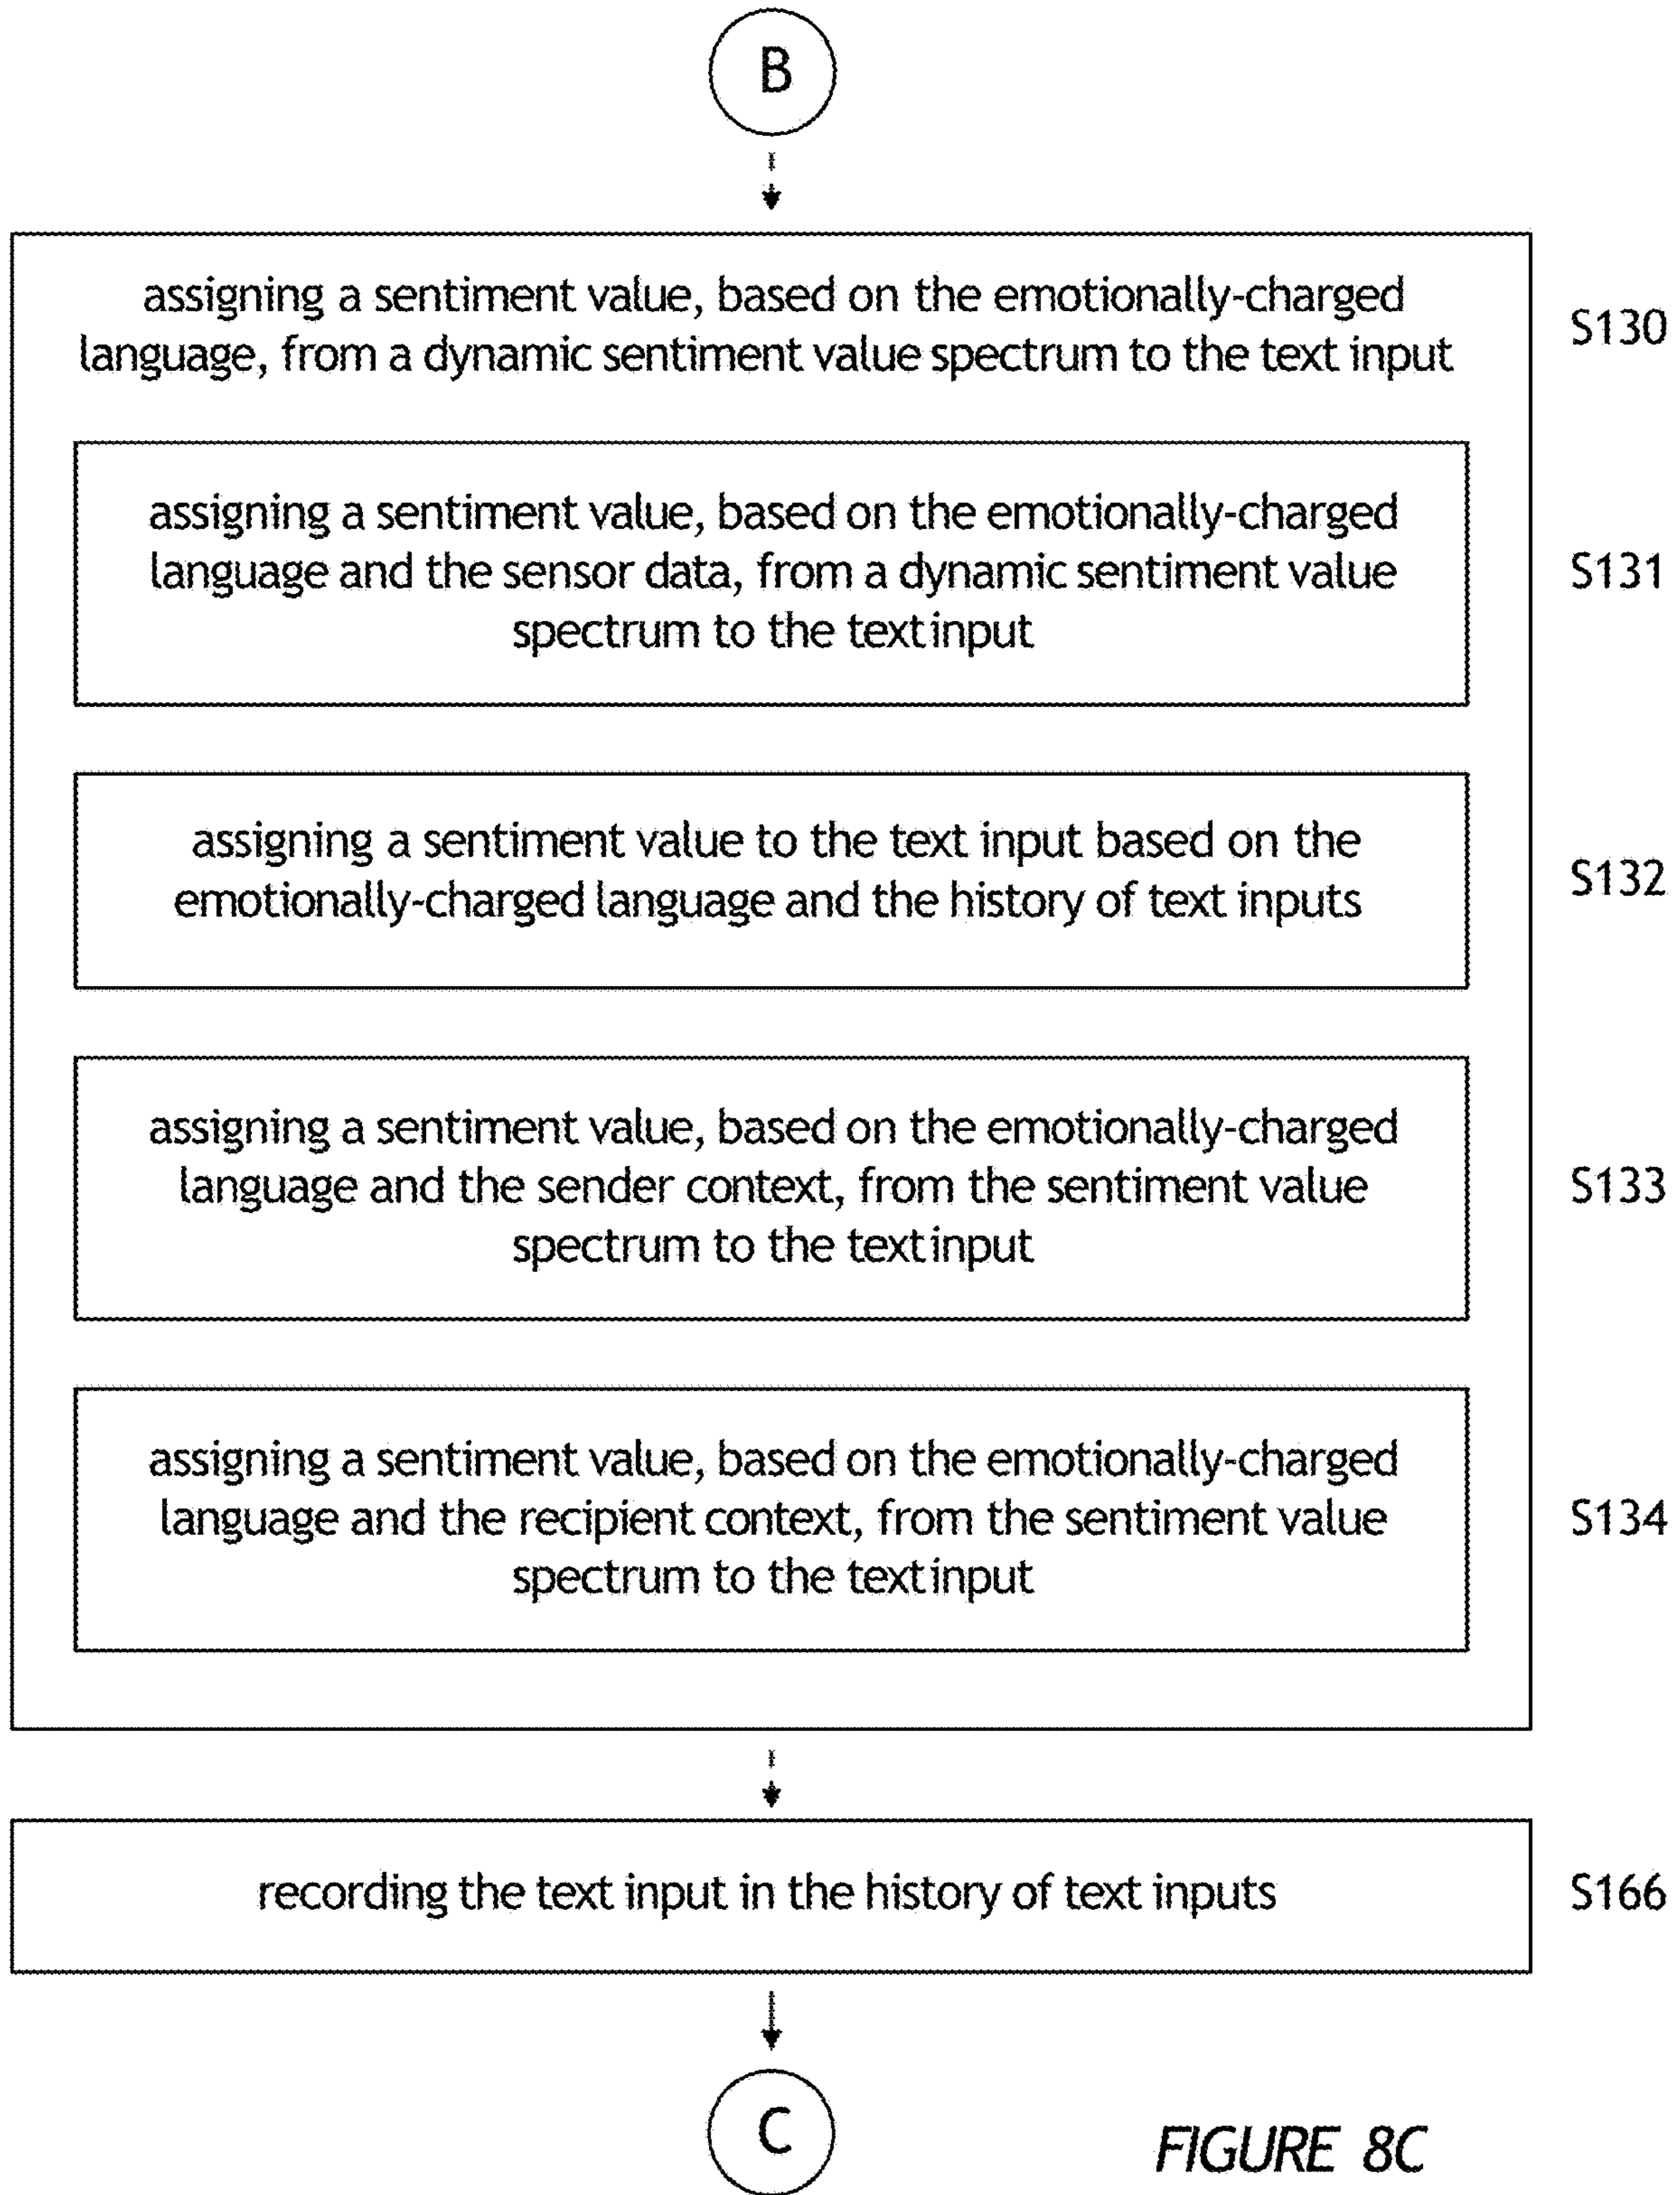 B
assigning a sentiment value, based on the emotionally-charged
language, from a dynamic sentiment value spectrum to the text input
S130
assigning a sentiment value, based on the emotionally-charged
language and the sensor data, from a dynamic sentiment value
spectrum to the text input
S131
assigning a sentiment value to the text input based on the
emotionally-charged language and the history of text inputs
S132
assigning a sentiment value, based on the emotionally-charged
language and the sender context, from the sentiment value
spectrum to the text input
S133
assigning a sentiment value, based on the emotionally-charged
language and the recipient context, from the sentiment value
spectrum to the text input
S134
recording the text input in the history of text inputs
S166
C
FIGURE 8C